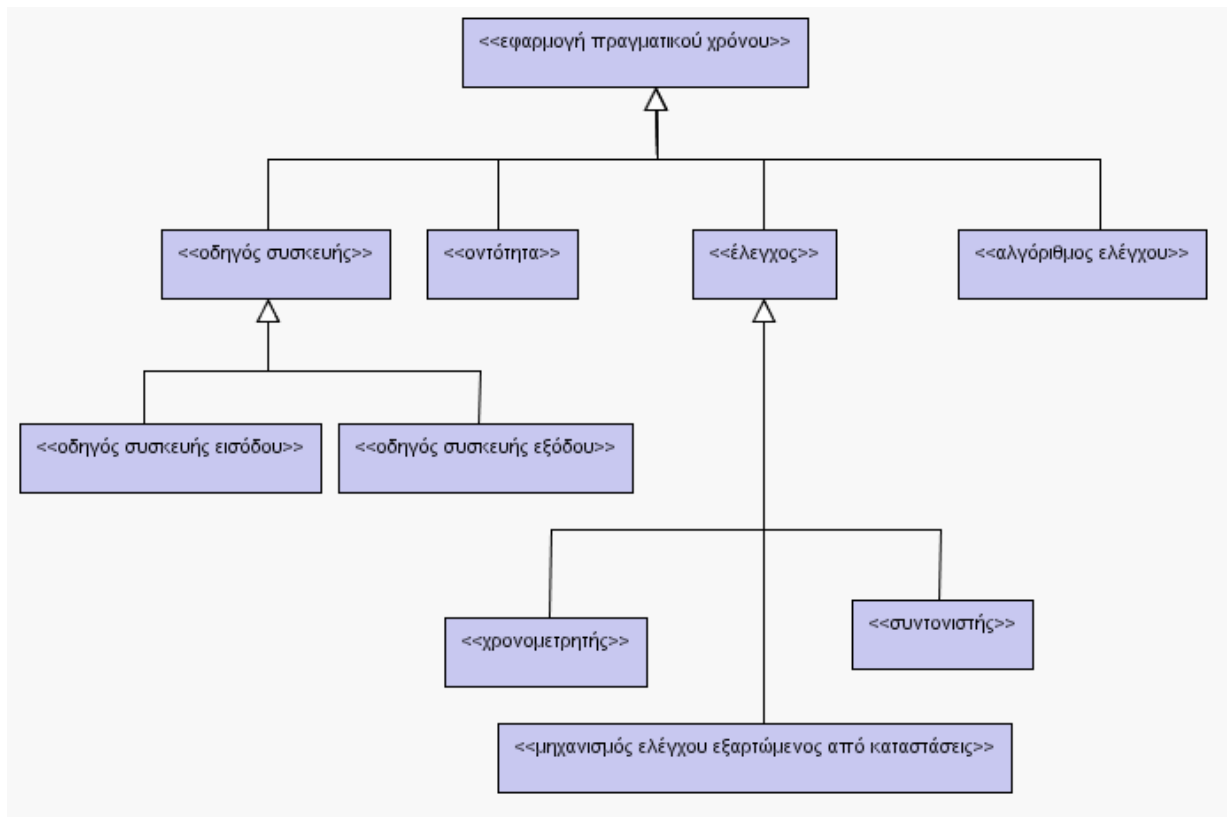 <<εφαρμογή πραγματικού χρόνου>>
<<οδηγός συσκευής>>
<<οντότητα>>
<<έλεγχος>>
<<αλγόριθμος ελέγχου>>
<<οδηγός συσκευής εισόδου>>
<<οδηγός συσκευής εξόδου>>
<<χρονομετρητής>>
<<συντονιστής>>
<<μηχανισμός ελέγχου εξαρτώμενος από καταστάσεις>>